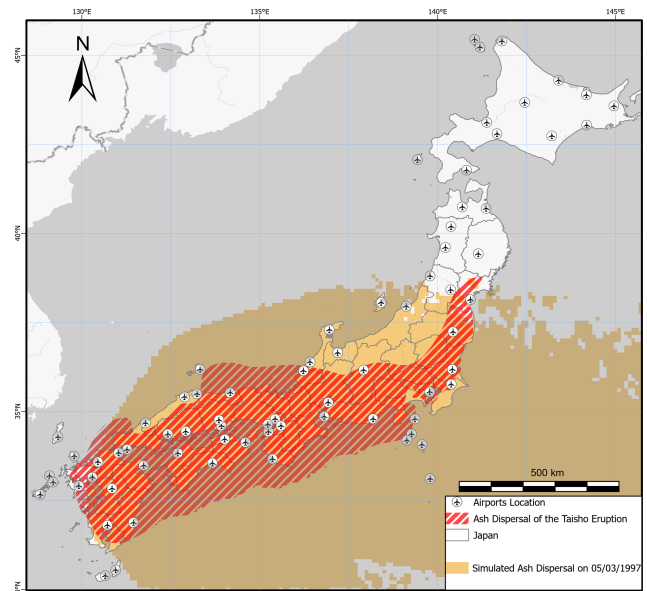 130°E 135°E 140°E 145°E
N
45°N
40°N
35°N
500 km
Airports Location
Ash Dispersal of the Taisho Eruption
Japan
Simulated Ash Dispersal on 05/03/1997